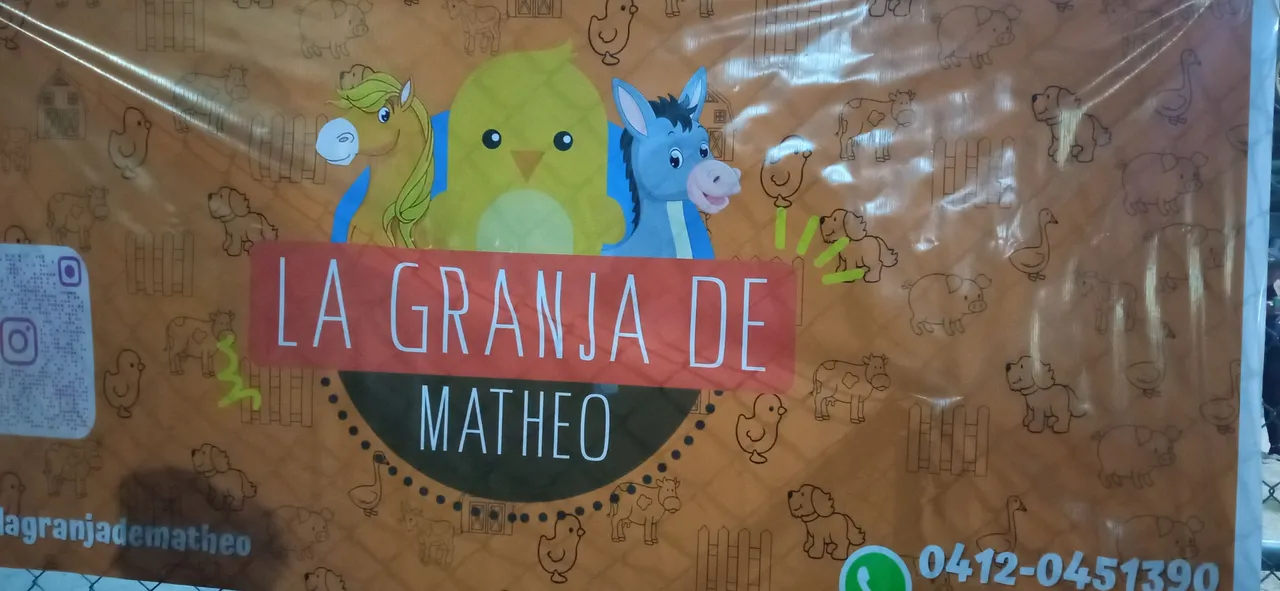 LA GRANJA DE
MATHEO
lagranjadematheo
0412-0451390